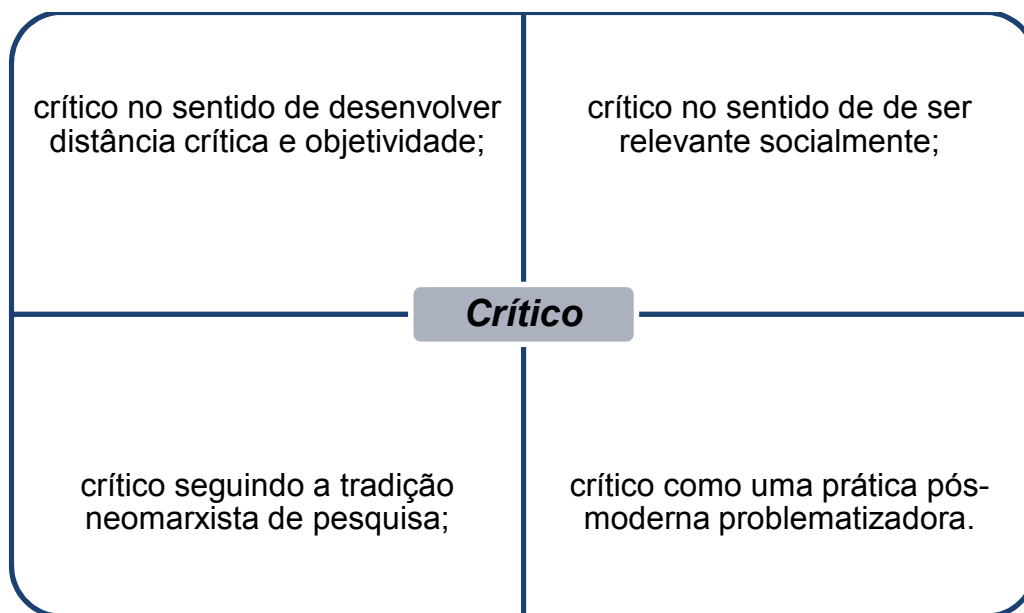 crítico no sentido de desenvolver
distância crítica e objetividade;
crítico no sentido de de ser
relevante socialmente;
Crítico
crítico seguindo a tradição
neomarxista de pesquisa;
crítico como uma prática pós-
moderna problematizadora.